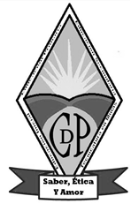 CDP
Saber, Ética
Y Amor